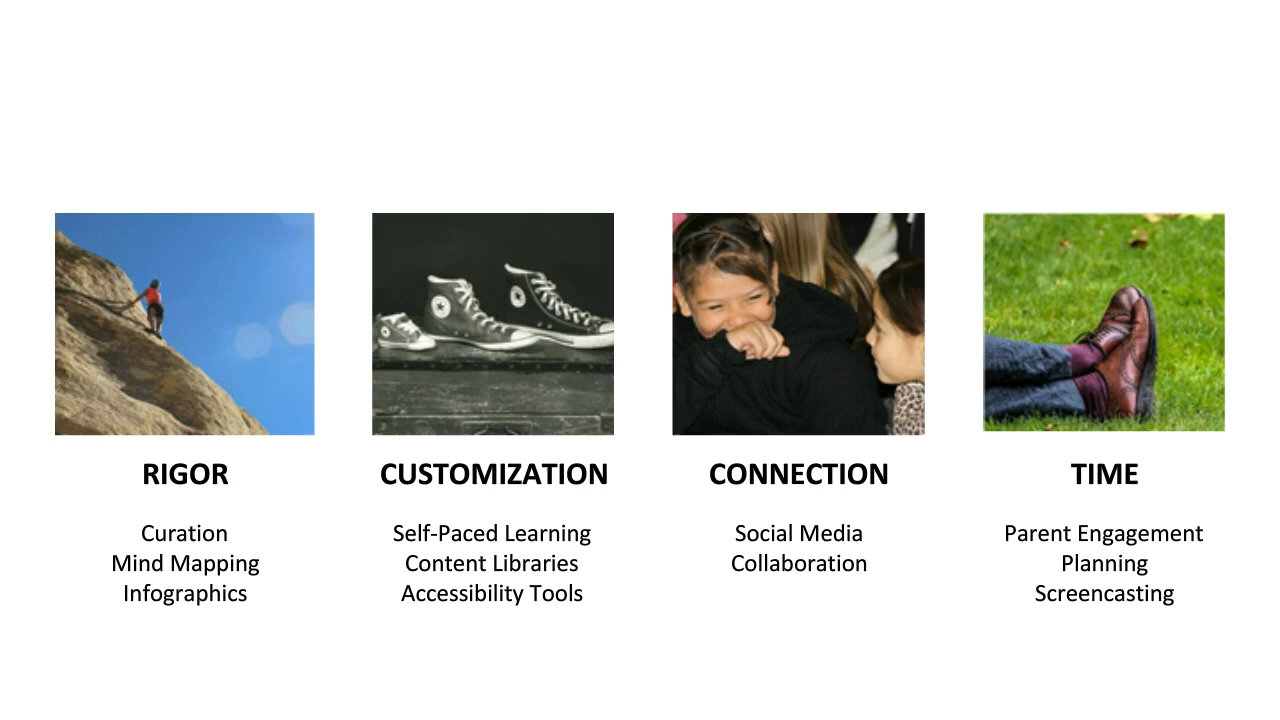 RIGOR
Curation
Mind Mapping
Infographics
CUSTOMIZATION
Self-Paced Learning
Content Libraries
Accessibility Tools
CONNECTION
Social Media
Collaboration
TIME
Parent Engagement
Planning
Screencasting